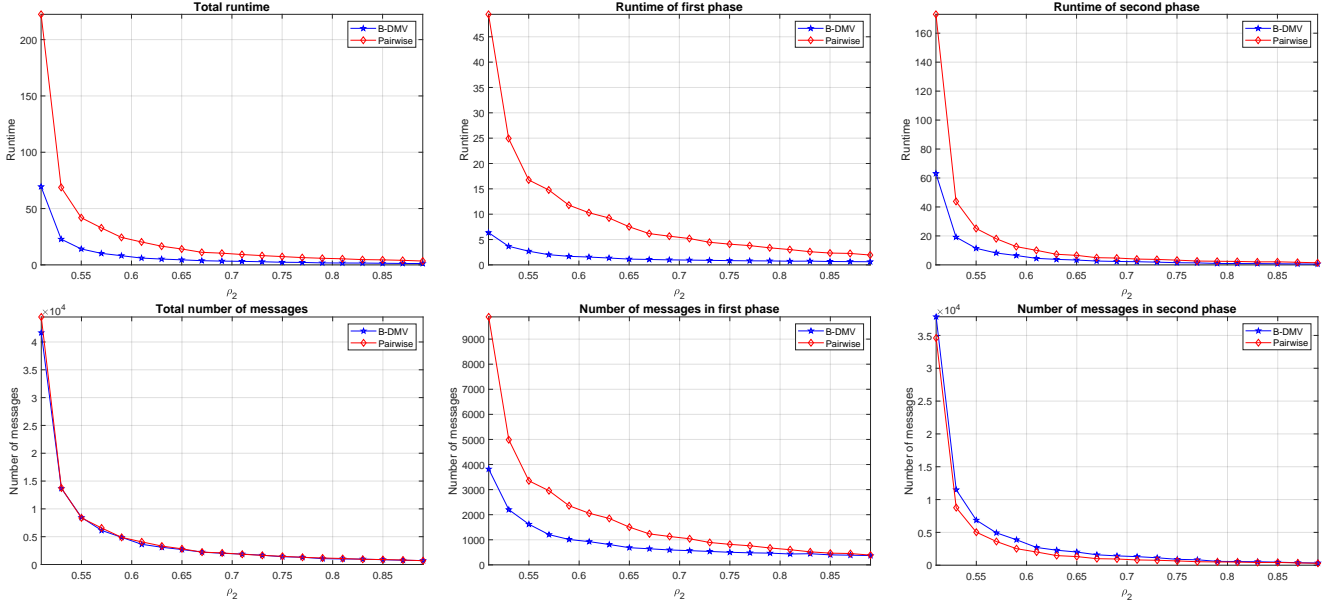 Total runtime
200
150
100
50
0
Runtime
0.55 0.6 0.65 0.7 0.75 0.8 0.85
ρ2
B-DMV
Pairwise
Runtime of first phase
45
40
35
30
25
20
15
10
5
0
Runtime
0.55 0.6 0.65 0.7 0.75 0.8 0.85
ρ2
B-DMV
Pairwise
Runtime of second phase
160
140
120
100
80
60
40
20
0
Runtime
0.55 0.6 0.65 0.7 0.75 0.8 0.85
ρ2
B-DMV
Pairwise
Total number of messages
×10^4
4
3.5
3
2.5
2
1.5
1
0.5
0
Number of messages
0.55 0.6 0.65 0.7 0.75 0.8 0.85
ρ2
B-DMV
Pairwise
Number of messages in first phase
9000
8000
7000
6000
5000
4000
3000
2000
1000
0
Number of messages
0.55 0.6 0.65 0.7 0.75 0.8 0.85
ρ2
B-DMV
Pairwise
Number of messages in second phase
×10^4
3.5
3
2.5
2
1.5
1
0.5
0
Number of messages
0.55 0.6 0.65 0.7 0.75 0.8 0.85
ρ2
B-DMV
Pairwise